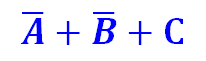 A̅ + B̅ + C